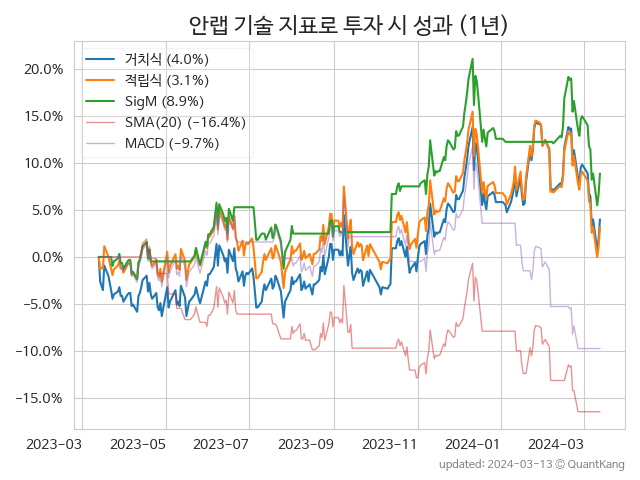 안랩 기술 지표로 투자 시 성과 (1년)
거치식 (4.0%)
적립식 (3.1%)
SigM (8.9%)
SMA(20) (−16.4%)
MACD (−9.7%)
20.0%
15.0%
10.0%
5.0%
0.0%
−5.0%
−10.0%
−15.0%
2023-03 2023-05 2023-07 2023-09 2023-11 2024-01 2024-03
updated: 2024-03-13 ⓒ QuantKang